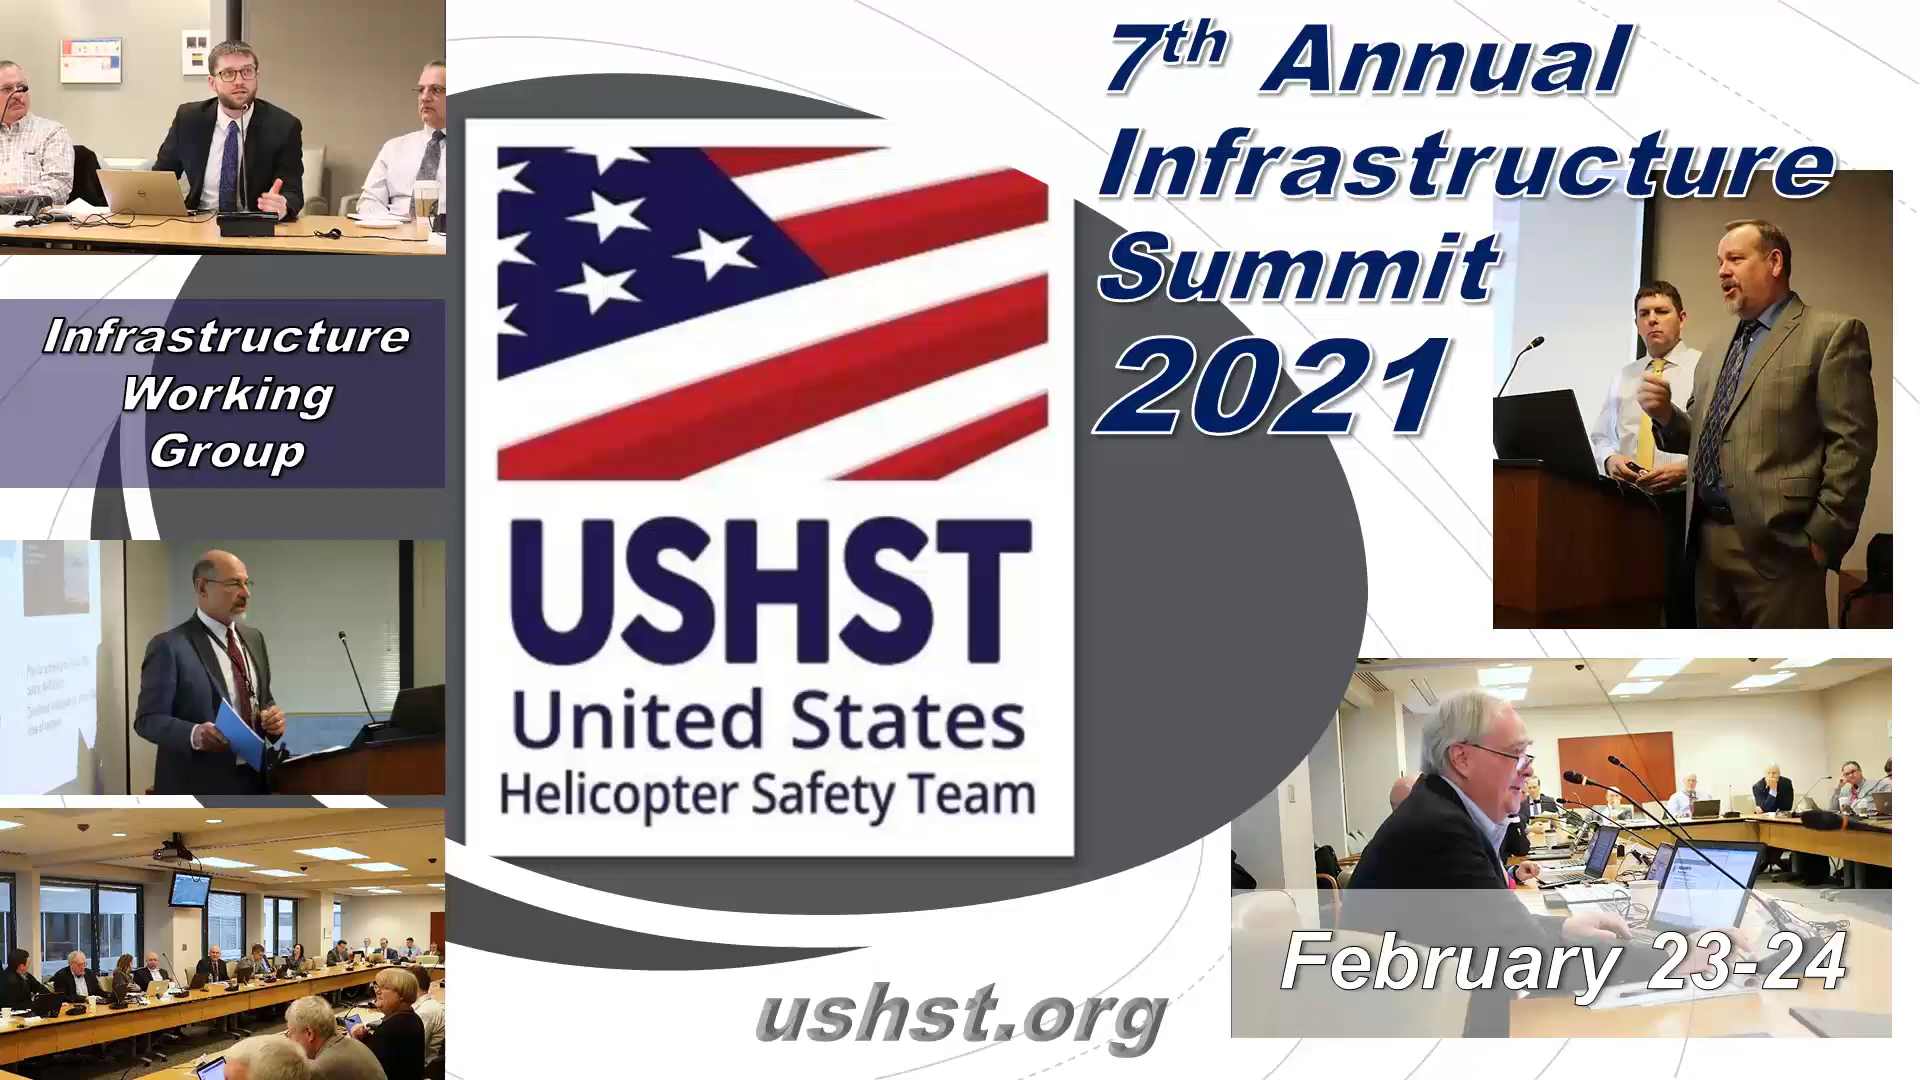 7th Annual
Infrastructure
Summit
2021
Infrastructure
Working
Group
USHST
United States
Helicopter Safety Team
February 23-24
ushst.org